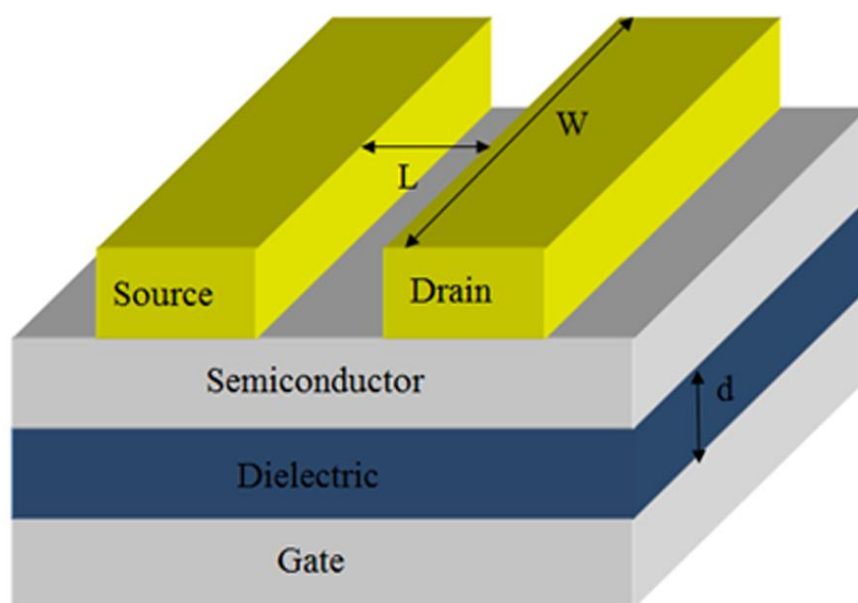 W
L
Source
Drain
Semiconductor
d
Dielectric
Gate